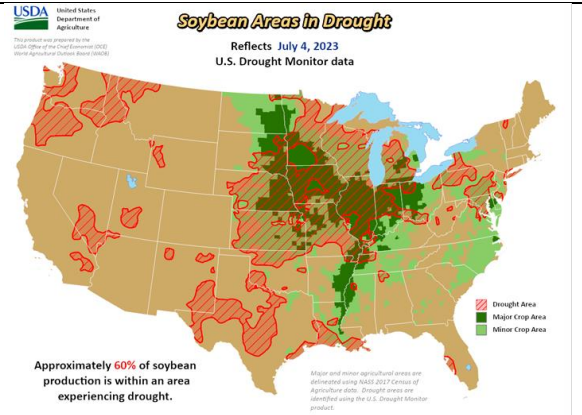 USDA
United States
Department of
Agriculture
This product was prepared by the
USDA Office of the Chief Economist (OCE)
World Agricultural Outlook Board (WAOB)
Soybean Areas in Drought
Reflects July 4, 2023
U.S. Drought Monitor data
Drought Area
Major Crop Area
Minor Crop Area
Approximately 60% of soybean
production is within an area
experiencing drought.
Major and minor agricultural areas are
delineated using NASS 2017 Census of
Agriculture data. Drought areas are
identified using the U.S. Drought Monitor
product.